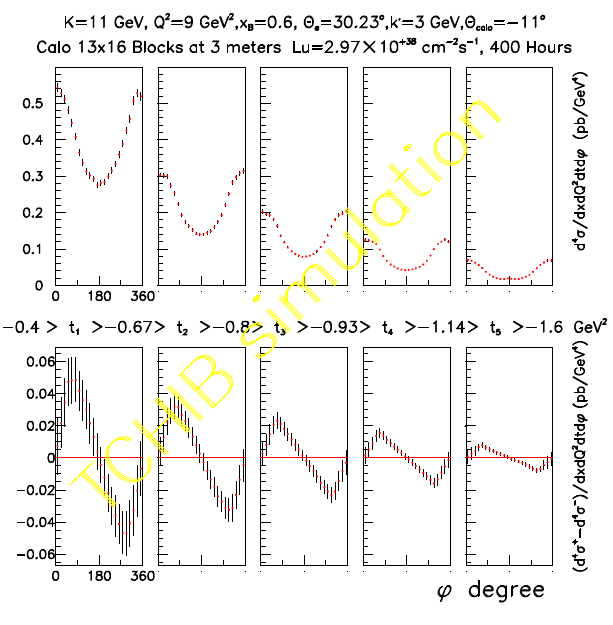 K=11 GeV, Q²=9 GeV²,x_B=0.6, Θ_e=30.23°,k'=3 GeV,Θ_calo=−11°
Calo 13x16 Blocks at 3 meters Lu=2.97×10⁺³⁸ cm⁻²s⁻¹, 400 Hours
0.5
0.4
0.3
0.2
0.1
0
0 180 360
d⁴σ/dxdQ²dtdφ (pb/GeV⁴)
−0.4 > t₁ >−0.67> t₂ >−0.8> t₃ >−0.93> t₄ >−1.14> t₅ >−1.6 GeV²
0.06
0.04
0.02
0
−0.02
−0.04
−0.06
0 180 360
(d⁴σ⁺−d⁴σ⁻)/dxdQ²dtdφ (pb/GeV⁴)
φ degree
TCHIB simulation